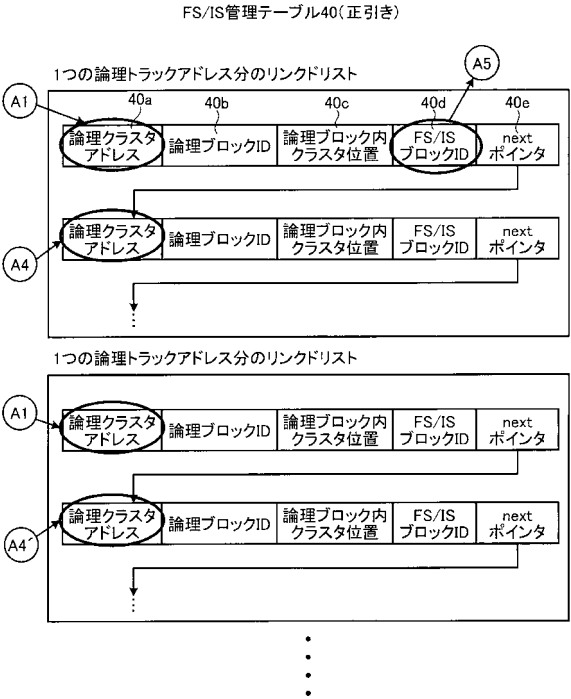 FS/IS管理テーブル40(正引き)
1つの論理トラックアドレス分のリンクドリスト
A5
A1
40a 40b 40c 40d 40e
論理クラスタ 論理ブロック内 FS/IS next
論理ブロックID
アドレス クラスタ位置 ブロックID ポインタ
論理クラスタ 論理ブロック内 FS/IS next
論理ブロックID
アドレス クラスタ位置 ブロックID ポインタ
A4
1つの論理トラックアドレス分のリンクドリスト
A1
論理クラスタ 論理ブロック内 FS/IS next
論理ブロックID
アドレス クラスタ位置 ブロックID ポインタ
論理クラスタ 論理ブロック内 FS/IS next
論理ブロックID
アドレス クラスタ位置 ブロックID ポインタ
A4´